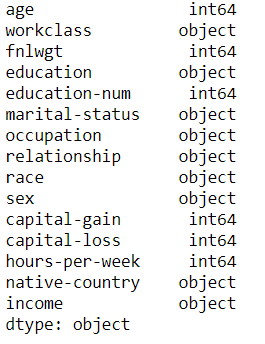 age int64
workclass object
fnlwgt int64
education object
education-num int64
marital-status object
occupation object
relationship object
race object
sex object
capital-gain int64
capital-loss int64
hours-per-week int64
native-country object
income object
dtype: object